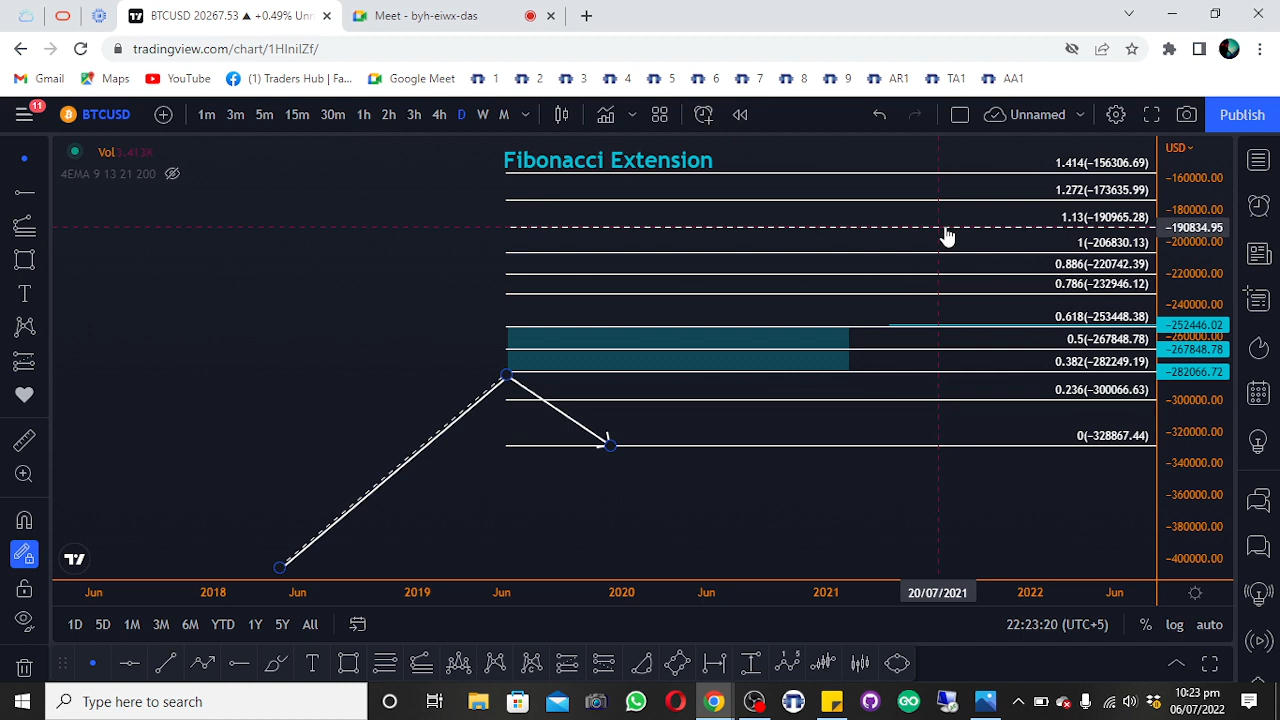 BTCUSD 20267.53 ▲ +0.49% Unnam
Meet - byh-eiwx-das
tradingview.com/chart/1HlnilZf/
Gmail
Maps
YouTube
(1) Traders Hub | Fa...
Google Meet
1
2
3
4
5
6
7
8
9
AR1
TA1
AA1
11
BTCUSD
1m 3m 5m 15m 30m 1h 2h 3h 4h D W M
Unnamed
Publish
Vol 3.413K
4EMA 9 13 21 200
Fibonacci Extension
USD
1.414(−156306.69)
1.272(−173635.99)
1.13(−190965.28)
1(−206830.13)
0.886(−220742.39)
0.786(−232946.12)
0.618(−253448.38)
0.5(−267848.78)
0.382(−282249.19)
0.236(−300066.63)
0(−328867.44)
−160000.00
−180000.00
−190834.95
−200000.00
−220000.00
−240000.00
−252446.02
−260000.00
−267848.78
−282066.72
−300000.00
−320000.00
−340000.00
−360000.00
−380000.00
−400000.00
Jun 2018 Jun 2019 Jun 2020 Jun 2021 20/07/2021 2022 Jun
1D 5D 1M 3M 6M YTD 1Y 5Y All
22:23:20 (UTC+5)
% log auto
Type here to search
10:23 pm
06/07/2022